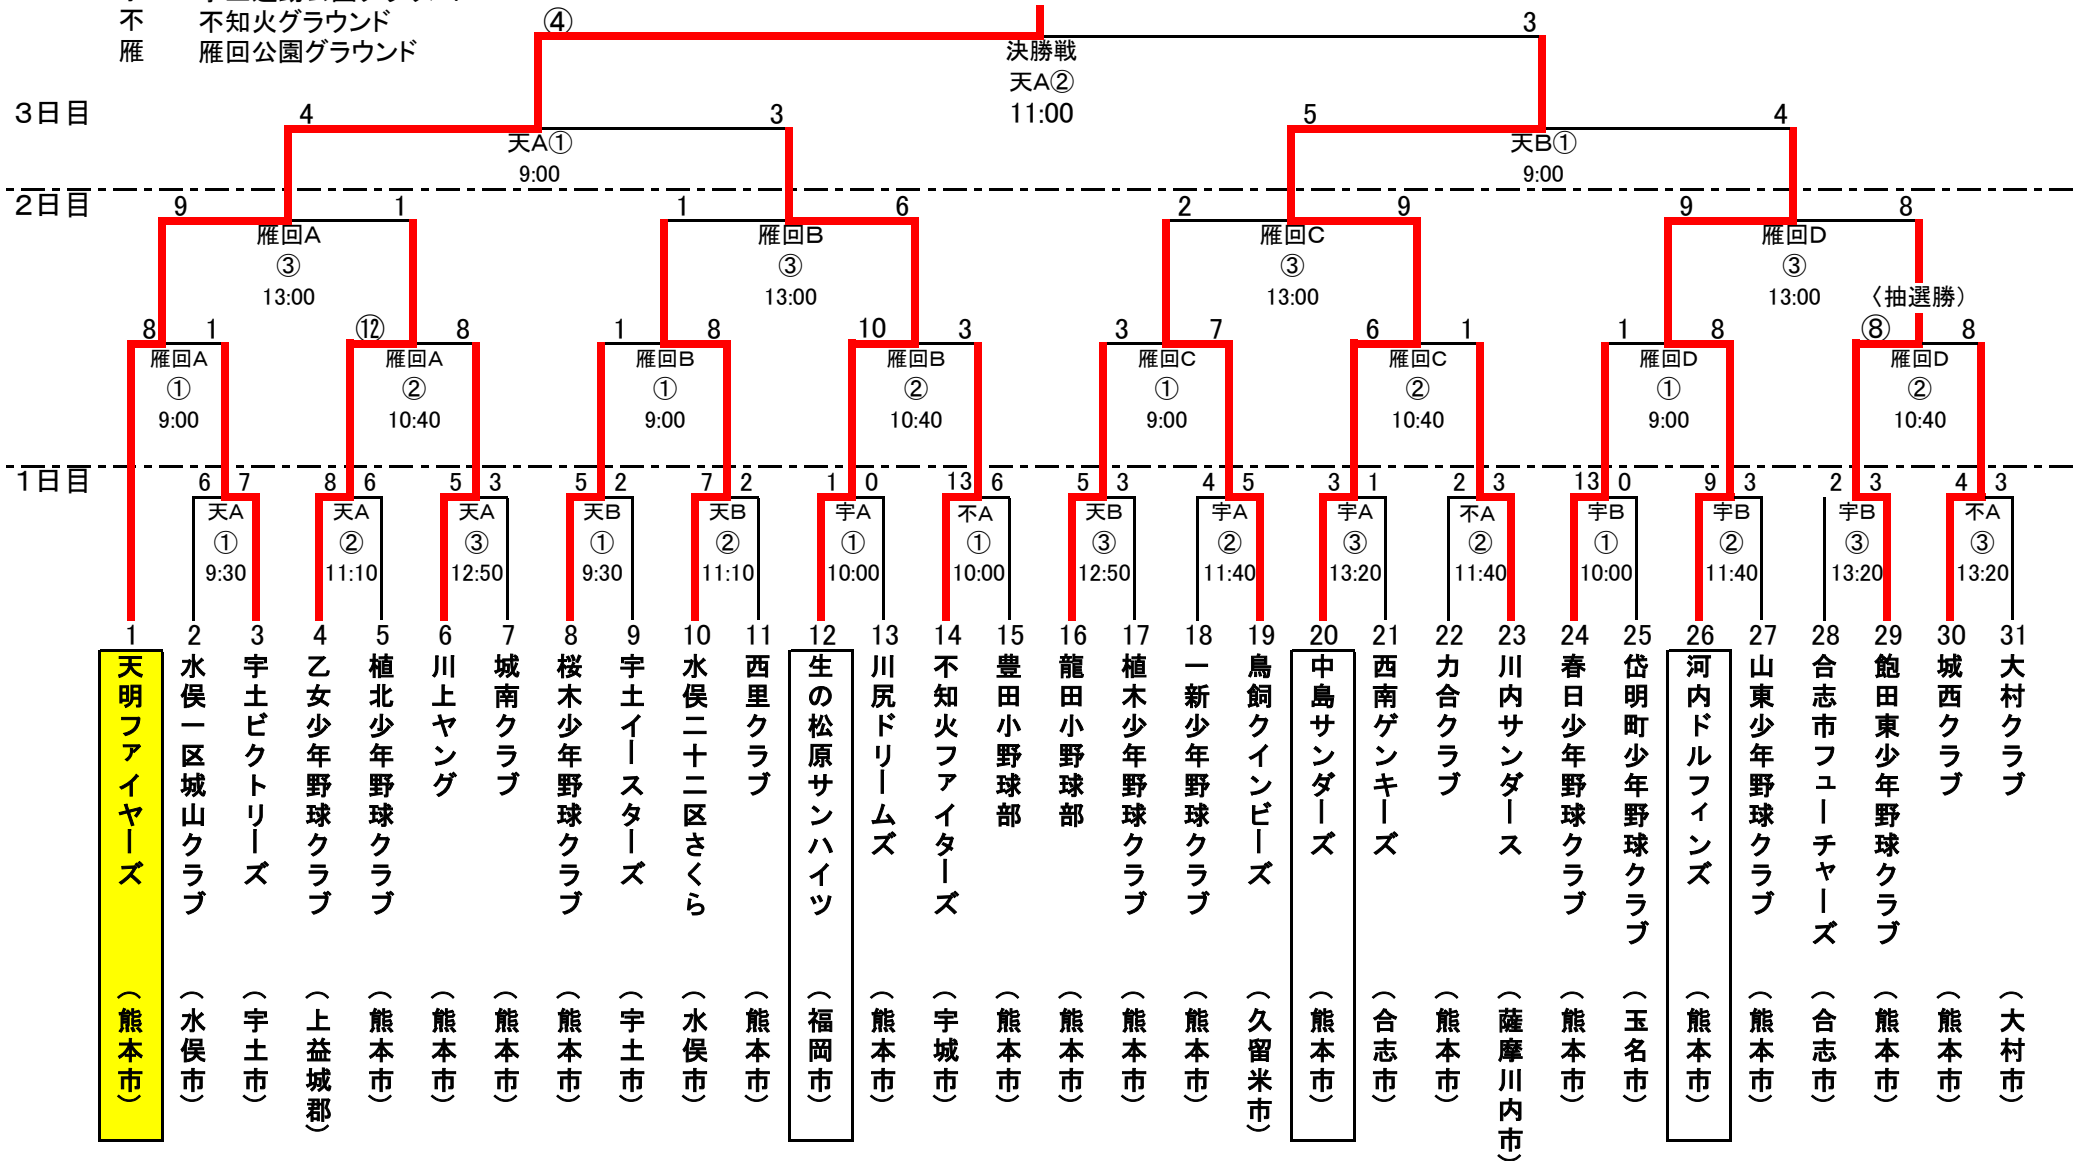 不 不知火グラウンド
雁 雁回公園グラウンド
④ 3
決勝戦
天A②
11:00
3日目
4 3 5 4
天A① 天B①
9:00 9:00
2日目
9 1 1 6 2 9 9 8
雁回A 雁回B 雁回C 雁回D
③ ③ ③ ③
13:00 13:00 13:00 13:00 〈抽選勝〉
8 1 ⑫ 8 1 8 10 3 3 7 6 1 1 8 ⑧ 8
雁回A 雁回A 雁回B 雁回B 雁回C 雁回C 雁回D 雁回D
① ② ① ② ① ② ① ②
9:00 10:40 9:00 10:40 9:00 10:40 9:00 10:40
1日目
6 7 8 6 5 3 5 2 7 2 1 0 13 6 5 3 4 5 3 1 2 3 13 0 9 3 2 3 4 3
天A 天A 天A 天B 天B 宇A 不A 天B 宇A 宇A 不A 宇B 宇B 宇B 不A
① ② ③ ① ② ① ① ③ ② ③ ② ① ② ③ ③
9:30 11:10 12:50 9:30 11:10 10:00 10:00 12:50 11:40 13:20 11:40 10:00 11:40 13:20 13:20
1 天明ファイヤーズ (熊本市)
2 水俣一区城山クラブ (水俣市)
3 宇土ビクトリーズ (宇土市)
4 乙女少年野球クラブ (上益城郡)
5 植北少年野球クラブ (熊本市)
6 川上ヤング (熊本市)
7 城南クラブ (熊本市)
8 桜木少年野球クラブ (熊本市)
9 宇土イースターズ (宇土市)
10 水俣二十二区さくら (水俣市)
11 西里クラブ (熊本市)
12 生の松原サンハイツ (福岡市)
13 川尻ドリームズ (熊本市)
14 不知火ファイターズ (宇城市)
15 豊田小野球部 (熊本市)
16 龍田小野球部 (熊本市)
17 植木少年野球クラブ (熊本市)
18 一新少年野球クラブ (熊本市)
19 鳥飼クインビーズ (久留米市)
20 中島サンダーズ (熊本市)
21 西南ゲンキーズ (合志市)
22 力合クラブ (熊本市)
23 川内サンダース (薩摩川内市)
24 春日少年野球クラブ (熊本市)
25 岱明町少年野球クラブ (玉名市)
26 河内ドルフィンズ (熊本市)
27 山東少年野球クラブ (熊本市)
28 合志市フューチャーズ (合志市)
29 飽田東少年野球クラブ (熊本市)
30 城西クラブ (熊本市)
31 大村クラブ (大村市)